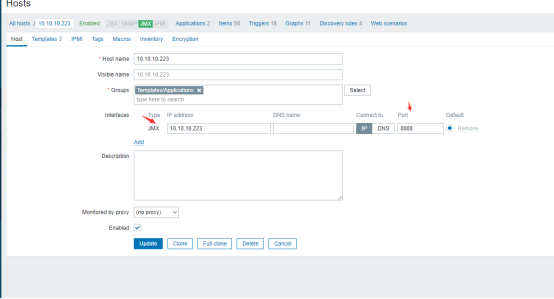 Hosts
All hosts / 10.10.10.223 Enabled ZBX SNMP JMX IPMI Applications 2 Items 56 Triggers 18 Graphs 11 Discovery rules 4 Web scenarios
Host Templates 2 IPMI Tags Macros Inventory Encryption
* Host name 10.10.10.223
Visible name 10.10.10.223
* Groups Templates/Applications × Select
type here to search
Interfaces Type IP address DNS name Connect to Port Default
JMX 10.10.10.223 IP DNS 8888 Remove
Add
Description
Monitored by proxy (no proxy)
Enabled
Update Clone Full clone Delete Cancel